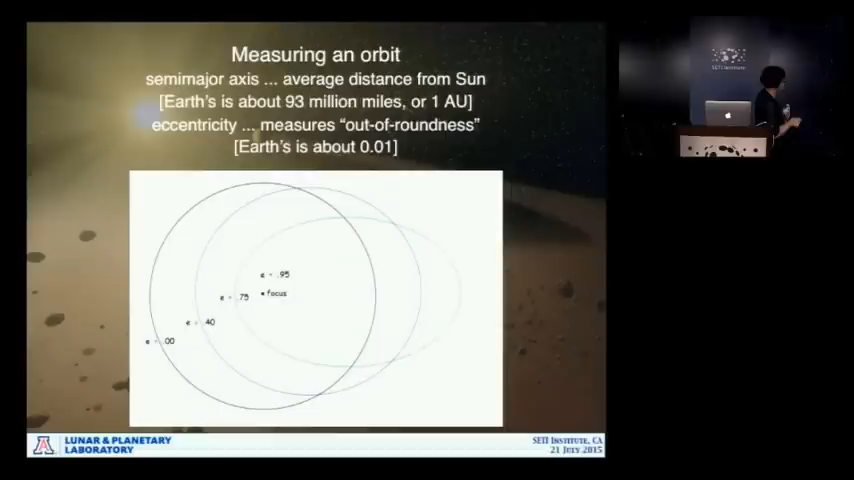 Measuring an orbit
semimajor axis ... average distance from Sun
[Earth's is about 93 million miles, or 1 AU]
eccentricity ... measures "out-of-roundness"
[Earth's is about 0.01]
e = .95
focus
e = .75
e = .40
e = .00
LUNAR & PLANETARY
LABORATORY
SETI INSTITUTE, CA
21 JULY 2015
SETI Institute